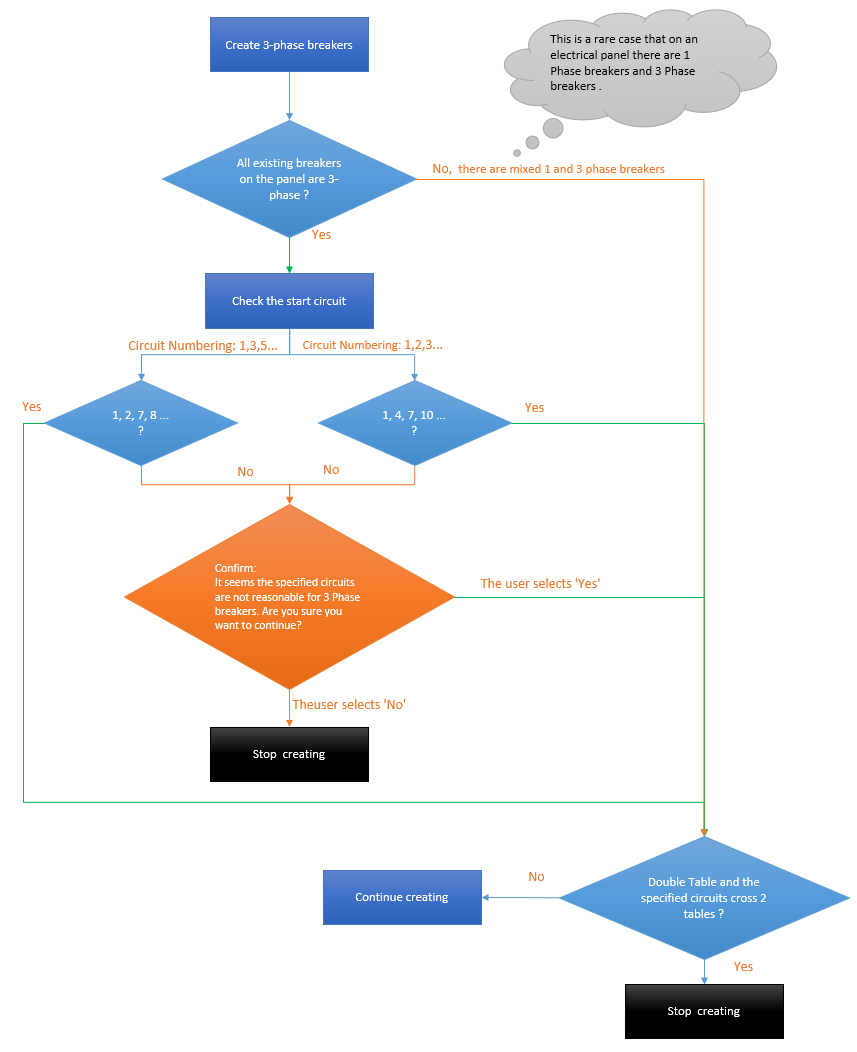 Create 3-phase breakers
This is a rare case that on an
electrical panel there are 1
Phase breakers and 3 Phase
breakers .
All existing breakers
on the panel are 3-
phase ?
No,  there are mixed 1 and 3 phase breakers
Yes
Check the start circuit
Circuit Numbering: 1,3,5...
Circuit Numbering: 1,2,3...
Yes
1, 2, 7, 8 ...
?
1, 4, 7, 10 ...
?
Yes
No
No
Confirm:
It seems the specified circuits
are not reasonable for 3 Phase
breakers. Are you sure you
want to continue?
The user selects 'Yes'
Theuser selects 'No'
Stop  creating
Double Table and the
specified circuits cross 2
tables ?
No
Continue creating
Yes
Stop  creating